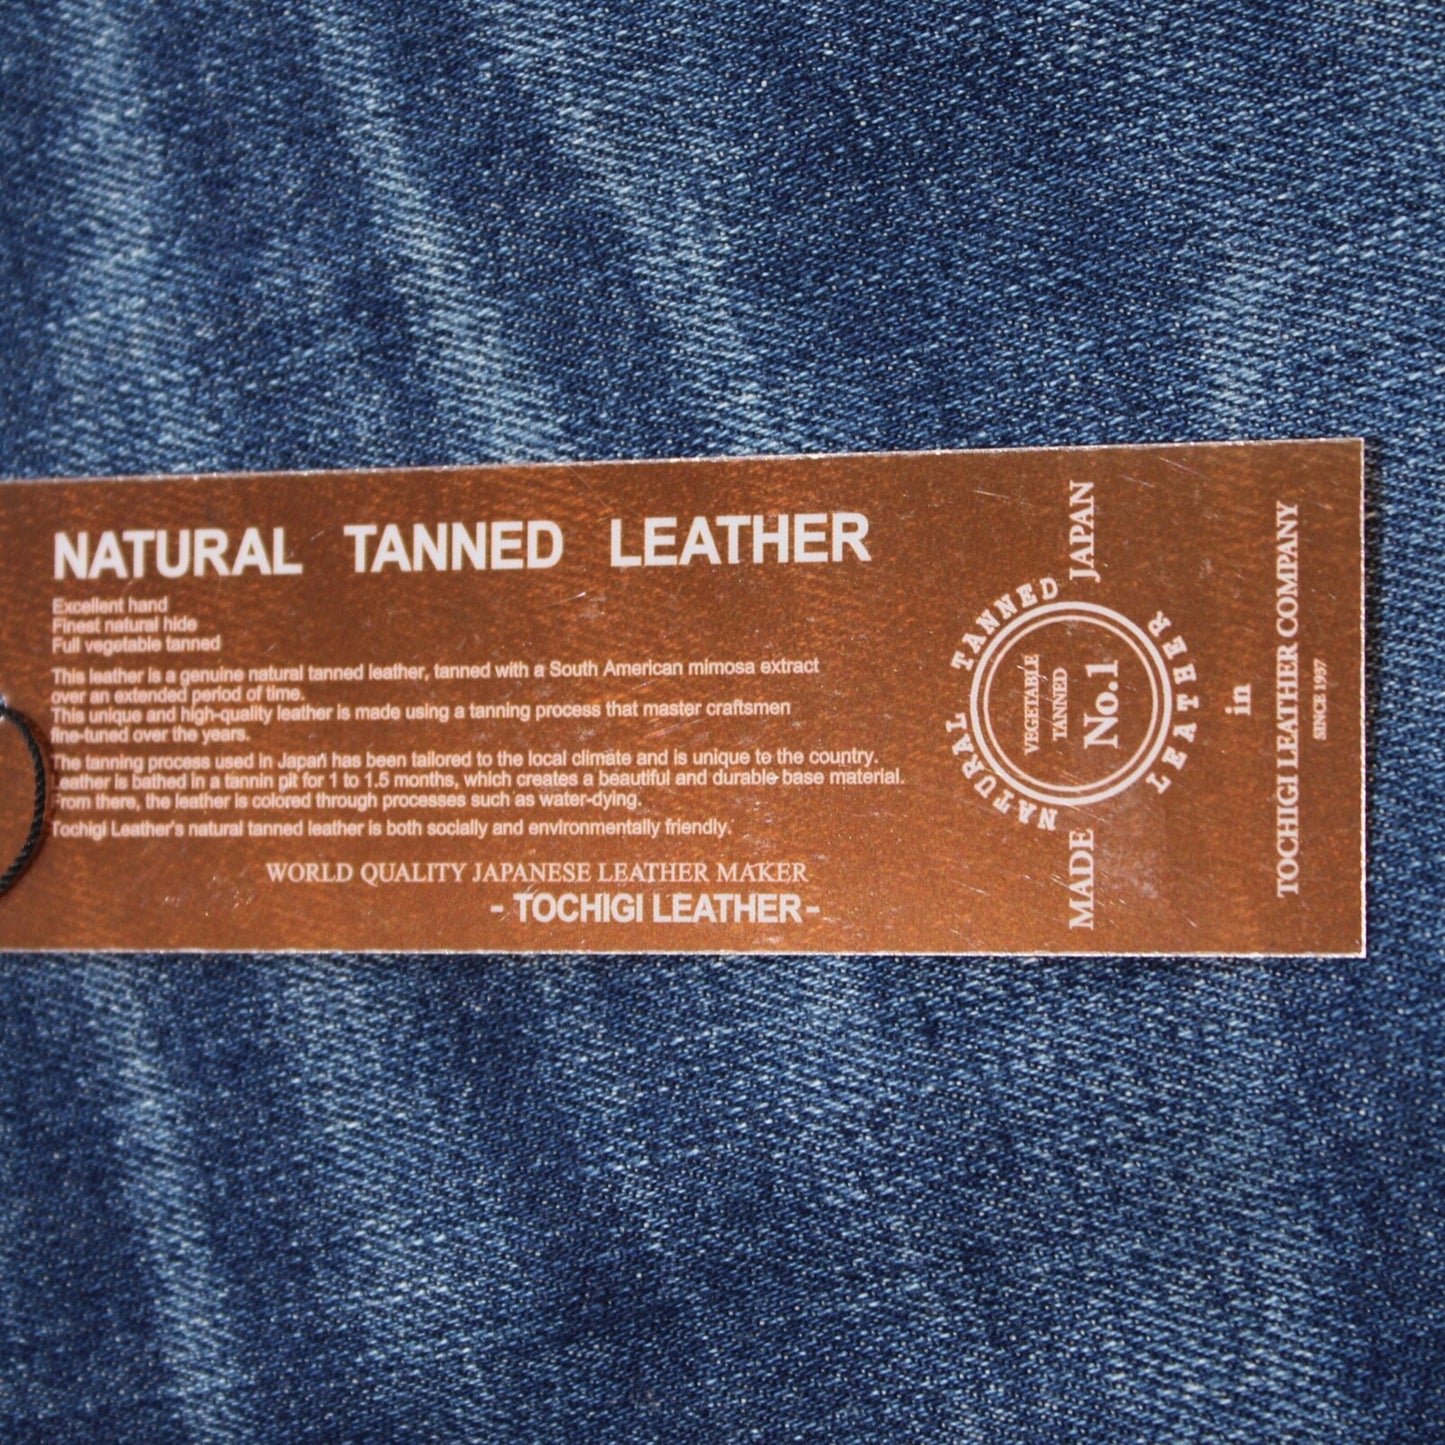 NATURAL TANNED LEATHER
Excellent hand
Finest natural hide
Full vegetable tanned
This leather is a genuine natural tanned leather, tanned with a South American mimosa extract
over an extended period of time.
This unique and high-quality leather is made using a tanning process that master craftsmen
fine-tuned over the years.
The tanning process used in Japan has been tailored to the local climate and is unique to the country.
Leather is bathed in a tannin pit for 1 to 1.5 months, which creates a beautiful and durable base material.
From there, the leather is colored through processes such as water-dying.
Tochigi Leather's natural tanned leather is both socially and environmentally friendly.
WORLD QUALITY JAPANESE LEATHER MAKER
- TOCHIGI LEATHER -
NATURAL TANNED LEATHER
VEGETABLE
TANNED
No.1
MADE in JAPAN
TOCHIGI LEATHER COMPANY
SINCE 1937